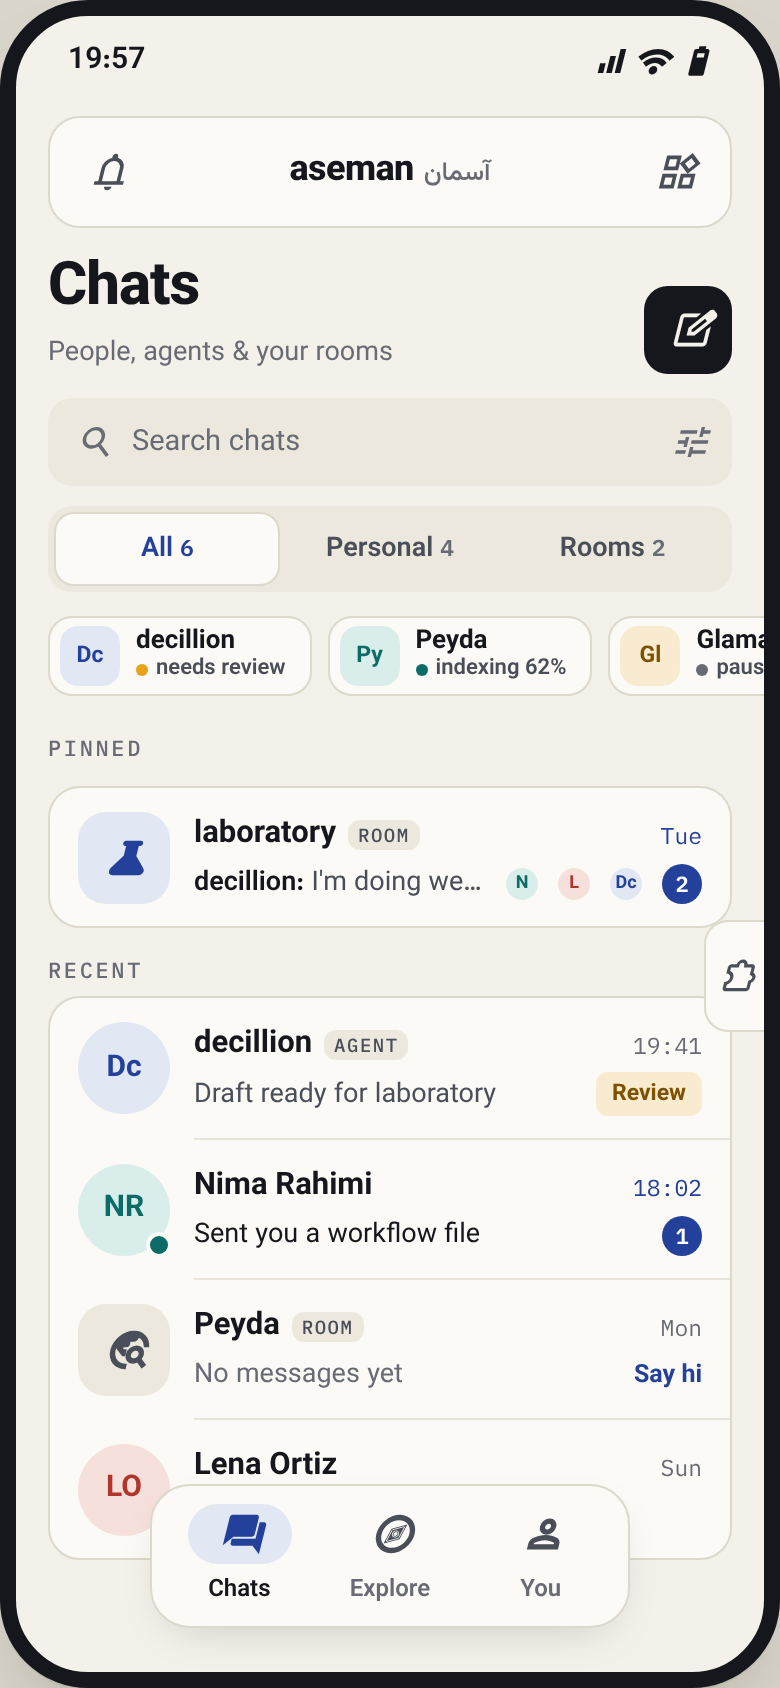 19:57
aseman آسمان
Chats
People, agents & your rooms
Search chats
All 6 Personal 4 Rooms 2
Dc decillion needs review
Py Peyda indexing 62%
Gl Glama paus
PINNED
laboratory ROOM Tue
decillion: I'm doing we... N L Dc 2
RECENT
Dc decillion AGENT 19:41
Draft ready for laboratory Review
NR Nima Rahimi 18:02
Sent you a workflow file 1
Peyda ROOM Mon
No messages yet Say hi
LO Lena Ortiz Sun
Chats Explore You